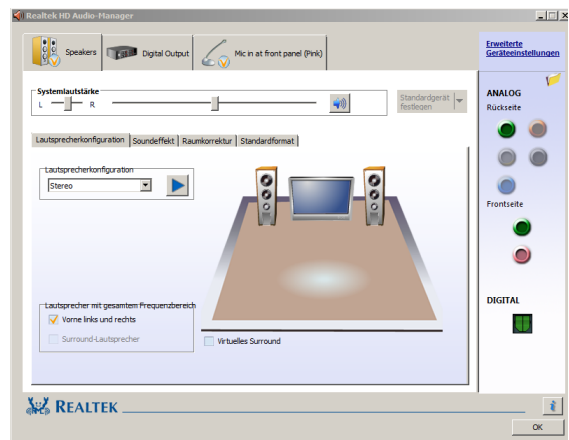 Realtek HD Audio-Manager
Speakers
Digital Output
Mic in at front panel (Pink)
Erweiterte
Geräteeinstellungen
Systemlautstärke
L
R
Standardgerät
festlegen
ANALOG
Rückseite
Lautsprecherkonfiguration
Soundeffekt
Raumkorrektur
Standardformat
Lautsprecherkonfiguration
Stereo
Frontseite
Lautsprecher mit gesamtem Frequenzbereich
Vorne links und rechts
Surround-Lautsprecher
Virtuelles Surround
DIGITAL
REALTEK
i
OK